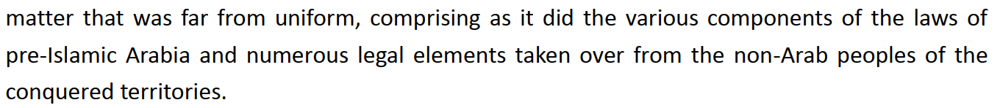 matter that was far from uniform, comprising as it did the various components of the laws of
pre-Islamic Arabia and numerous legal elements taken over from the non-Arab peoples of the
conquered territories.